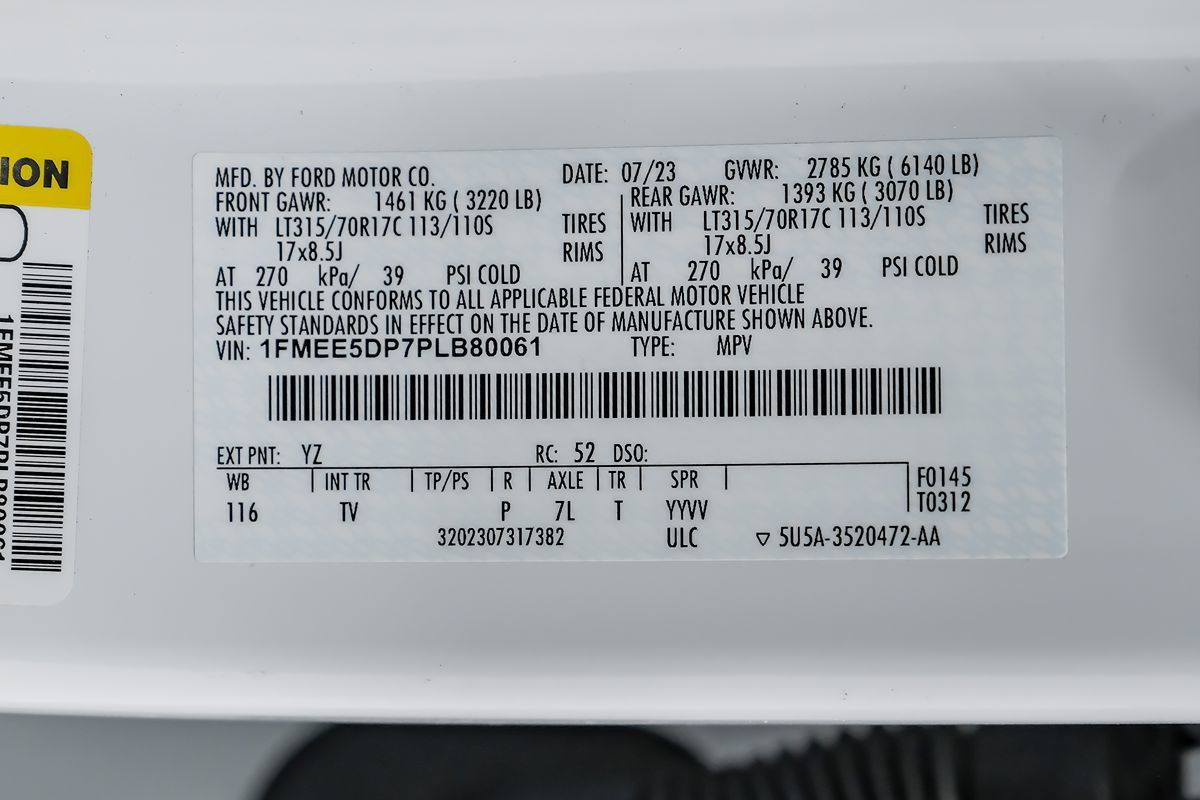 ION
1FMEE5DP7PLB80061
MFD. BY FORD MOTOR CO. DATE: 07/23 GVWR: 2785 KG ( 6140 LB)
FRONT GAWR: 1461 KG ( 3220 LB) REAR GAWR: 1393 KG ( 3070 LB)
WITH LT315/70R17C 113/110S TIRES WITH LT315/70R17C 113/110S TIRES
17x8.5J RIMS 17x8.5J RIMS
AT 270 kPa/ 39 PSI COLD AT 270 kPa/ 39 PSI COLD
THIS VEHICLE CONFORMS TO ALL APPLICABLE FEDERAL MOTOR VEHICLE
SAFETY STANDARDS IN EFFECT ON THE DATE OF MANUFACTURE SHOWN ABOVE.
VIN: 1FMEE5DP7PLB80061 TYPE: MPV
EXT PNT: YZ RC: 52 DSO:
WB INT TR TP/PS R AXLE TR SPR F0145
116 TV P 7L T YYVV T0312
3202307317382 ULC ▽ 5U5A-3520472-AA